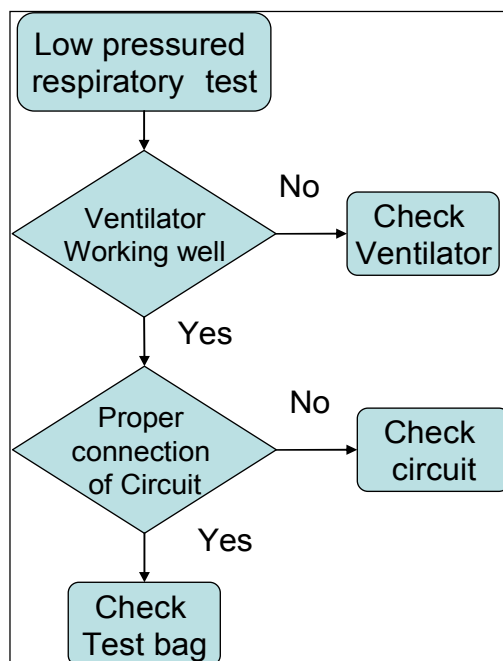 Low pressured
respiratory test
Ventilator
Working well
No
Check
Ventilator
Yes
Proper
connection
of Circuit
No
Check
circuit
Yes
Check
Test bag